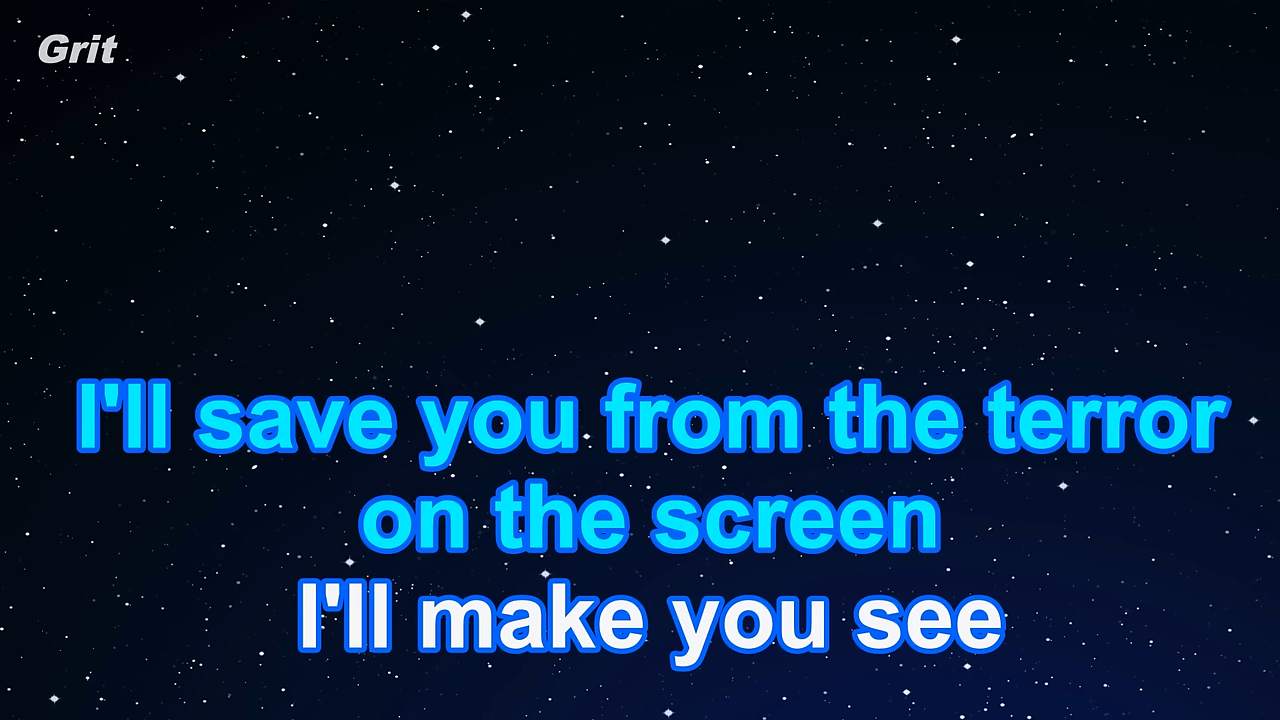 Grit
I'll save you from the terror
on the screen
I'll make you see